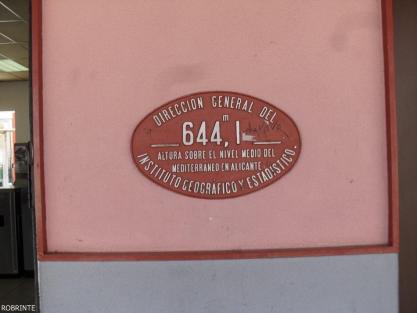 DIRECCION GENERAL DEL
644,1 m
ALTURA SOBRE EL NIVEL MEDIO DEL
MEDITERRANEO EN ALICANTE
INSTITUTO GEOGRAFICO Y ESTADISTICO.
ROBRINTE